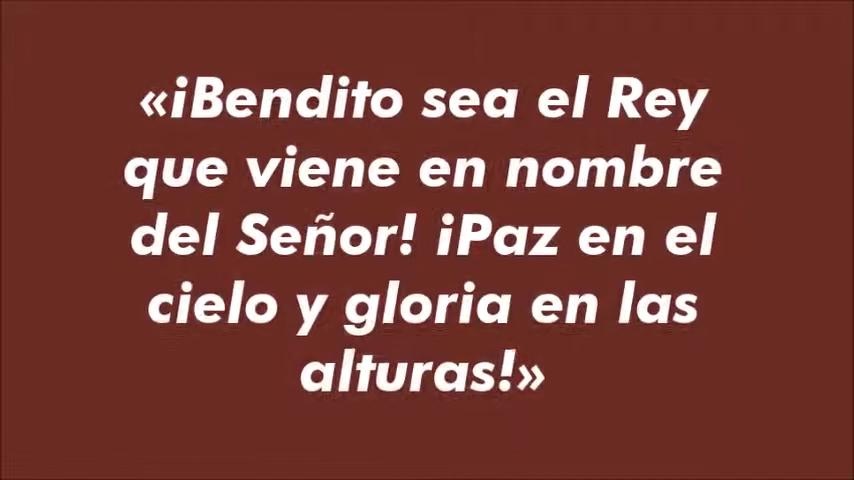 «¡Bendito sea el Rey
que viene en nombre
del Señor! ¡Paz en el
cielo y gloria en las
alturas!»